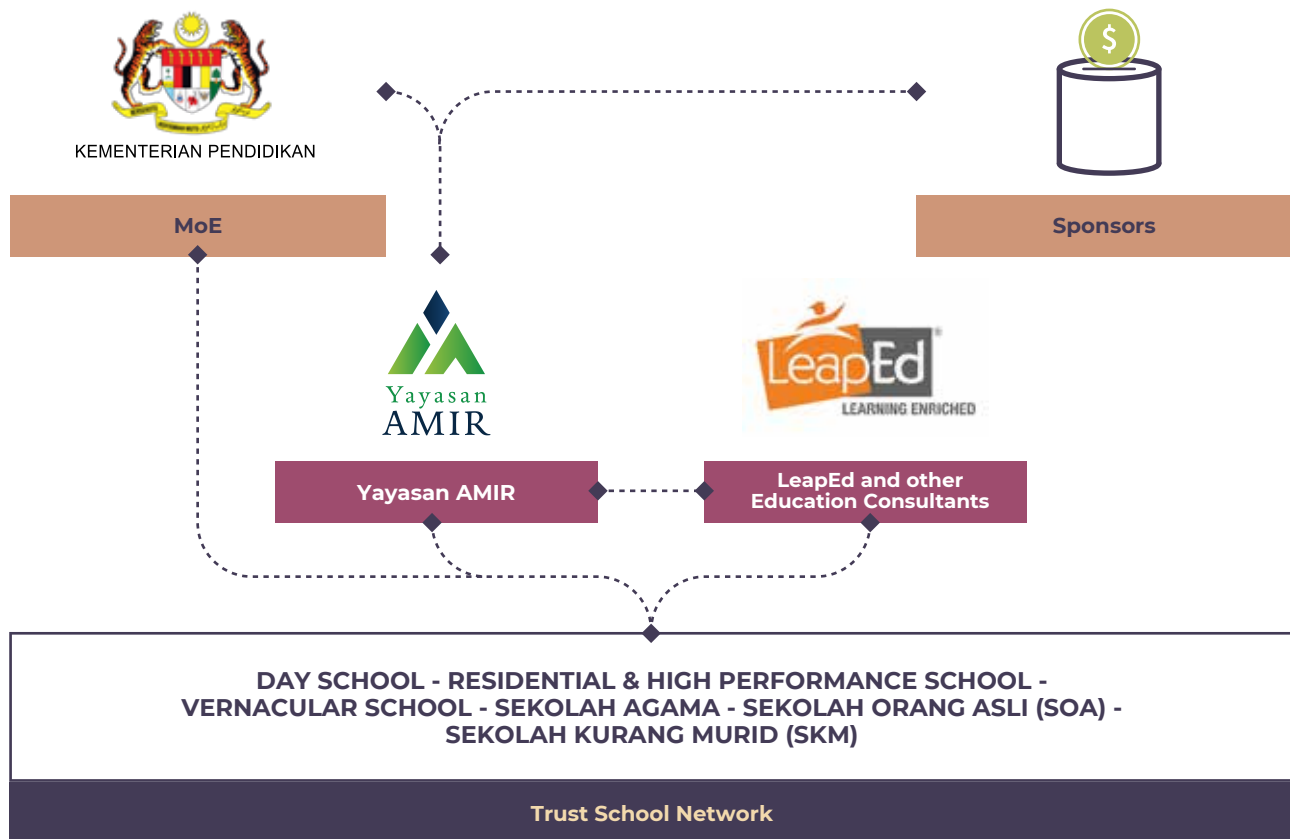 $
KEMENTERIAN PENDIDIKAN
MoE
Sponsors
Yayasan
AMIR
LeapEd
®
LEARNING ENRICHED
Yayasan AMIR
LeapEd and other
Education Consultants
DAY SCHOOL - RESIDENTIAL & HIGH PERFORMANCE SCHOOL -
VERNACULAR SCHOOL - SEKOLAH AGAMA - SEKOLAH ORANG ASLI (SOA) -
SEKOLAH KURANG MURID (SKM)
Trust School Network